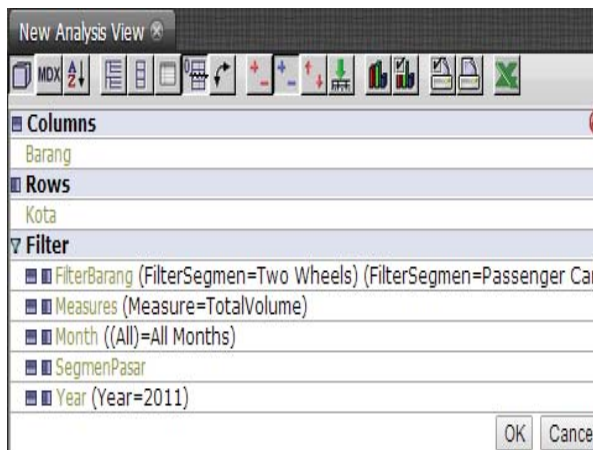 New Analysis View
MDX
Columns
Barang
Rows
Kota
Filter
FilterBarang (FilterSegmen=Two Wheels) (FilterSegmen=Passenger Ca
Measures (Measure=TotalVolume)
Month ((All)=All Months)
SegmenPasar
Year (Year=2011)
OK Cance